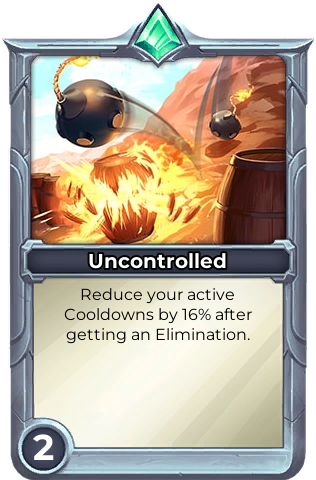 Uncontrolled
Reduce your active
Cooldowns by 16% after
getting an Elimination.
2